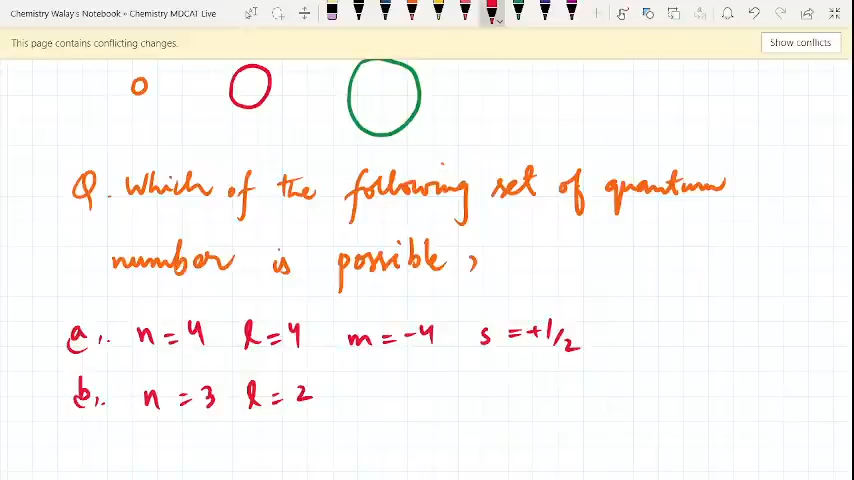 Chemistry Walay's Notebook » Chemistry MDCAT Live
This page contains conflicting changes.
Show conflicts
Q. Which of the following set of quantum
number is possible,
a,. n = 4 l = 4 m = -4 s = +1/2
b,. n = 3 l = 2